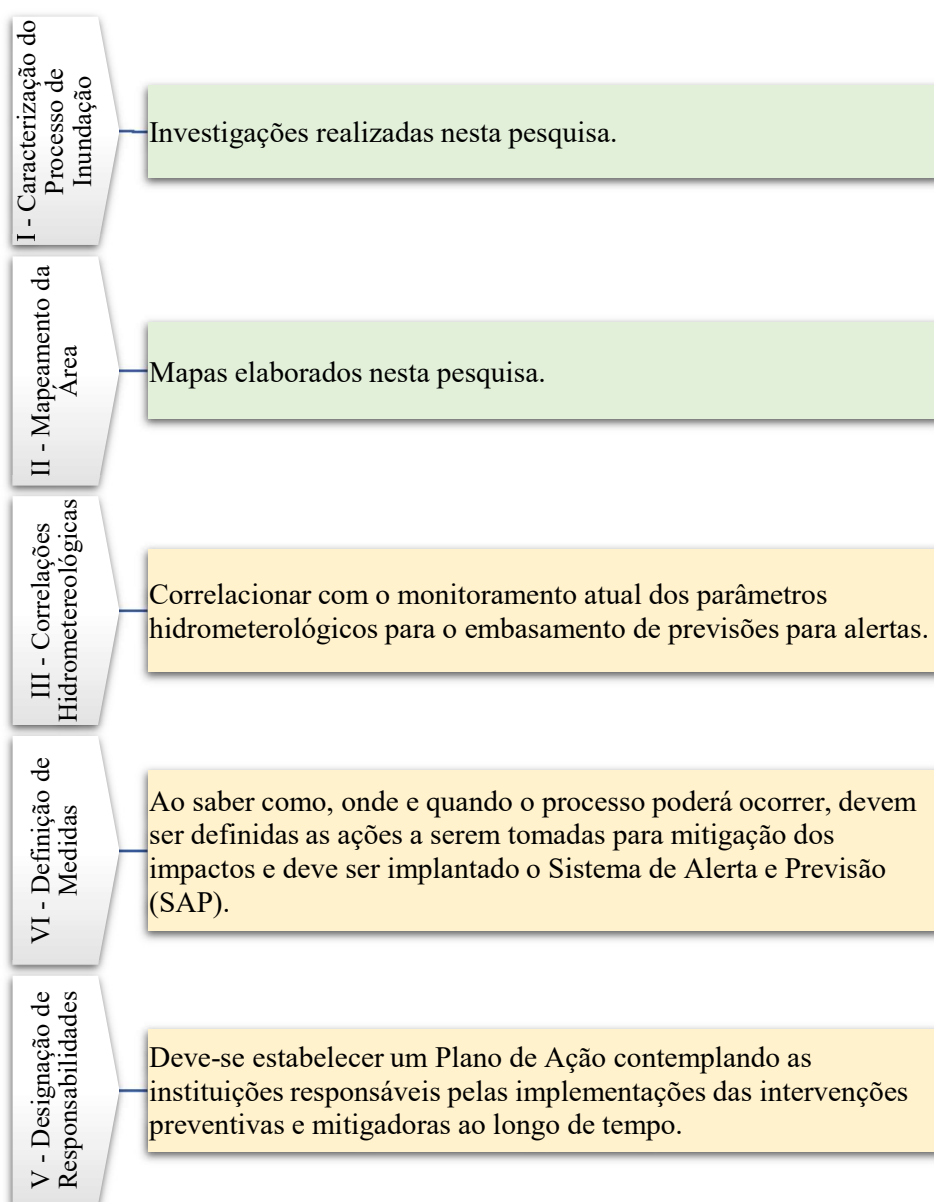 I - Caracterização do
Processo de
Inundação
Investigações realizadas nesta pesquisa.
II - Mapeamento da
Área
Mapas elaborados nesta pesquisa.
III - Correlações
Hidrometereológicas
Correlacionar com o monitoramento atual dos parâmetros
hidrometerológicos para o embasamento de previsões para alertas.
VI - Definição de
Medidas
Ao saber como, onde e quando o processo poderá ocorrer, devem
ser definidas as ações a serem tomadas para mitigação dos
impactos e deve ser implantado o Sistema de Alerta e Previsão
(SAP).
V - Designação de
Responsabilidades
Deve-se estabelecer um Plano de Ação contemplando as
instituições responsáveis pelas implementações das intervenções
preventivas e mitigadoras ao longo de tempo.